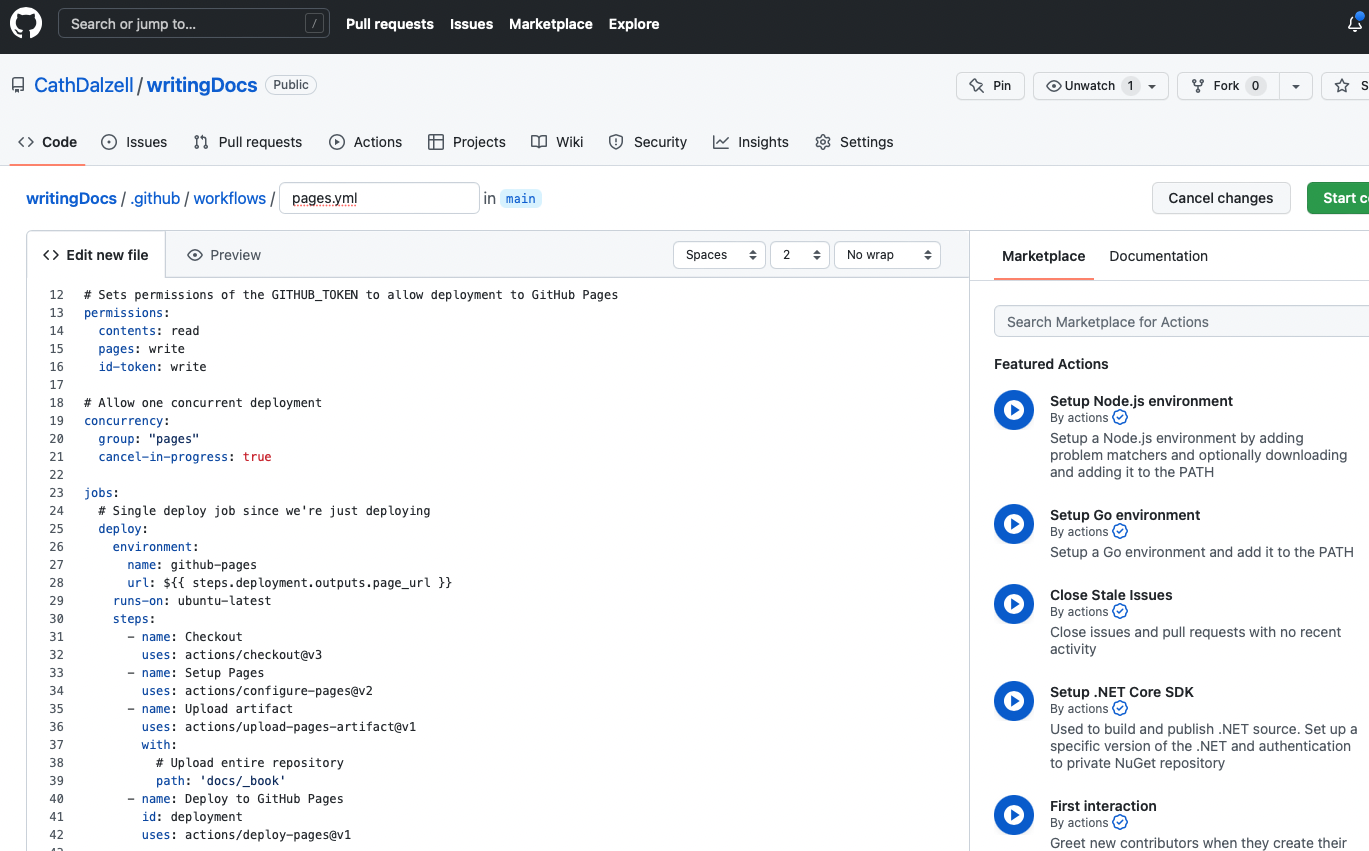 Search or jump to... /
Pull requests Issues Marketplace Explore
CathDalzell / writingDocs Public
Pin Unwatch 1 Fork 0 S
Code Issues Pull requests Actions Projects Wiki Security Insights Settings
writingDocs / .github / workflows / pages.yml in main
Cancel changes Start c
Edit new file Preview Spaces 2 No wrap
12 # Sets permissions of the GITHUB_TOKEN to allow deployment to GitHub Pages
13 permissions:
14 contents: read
15 pages: write
16 id-token: write
17
18 # Allow one concurrent deployment
19 concurrency:
20 group: "pages"
21 cancel-in-progress: true
22
23 jobs:
24 # Single deploy job since we're just deploying
25 deploy:
26 environment:
27 name: github-pages
28 url: ${{ steps.deployment.outputs.page_url }}
29 runs-on: ubuntu-latest
30 steps:
31 - name: Checkout
32 uses: actions/checkout@v3
33 - name: Setup Pages
34 uses: actions/configure-pages@v2
35 - name: Upload artifact
36 uses: actions/upload-pages-artifact@v1
37 with:
38 # Upload entire repository
39 path: 'docs/_book'
40 - name: Deploy to GitHub Pages
41 id: deployment
42 uses: actions/deploy-pages@v1
Marketplace Documentation
Search Marketplace for Actions
Featured Actions
Setup Node.js environment
By actions
Setup a Node.js environment by adding
problem matchers and optionally downloading
and adding it to the PATH
Setup Go environment
By actions
Setup a Go environment and add it to the PATH
Close Stale Issues
By actions
Close issues and pull requests with no recent
activity
Setup .NET Core SDK
By actions
Used to build and publish .NET source. Set up a
specific version of the .NET and authentication
to private NuGet repository
First interaction
By actions
Greet new contributors when they create their